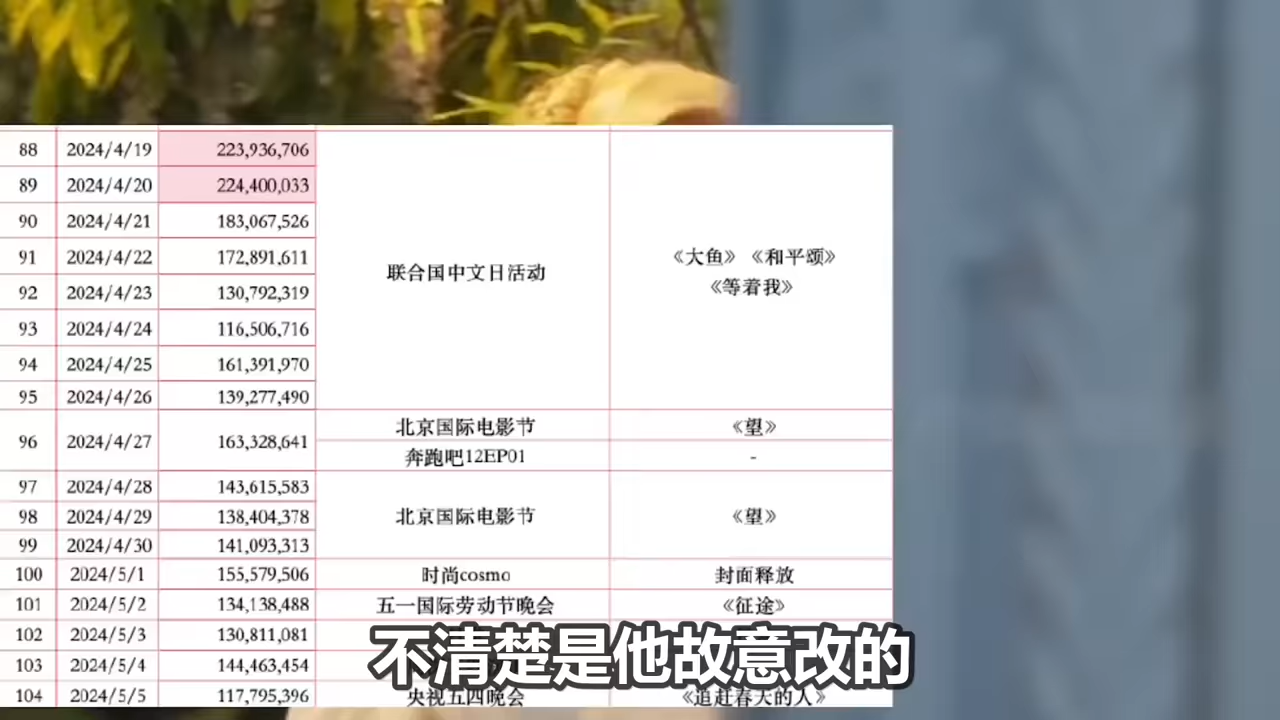 88 2024/4/19 223,936,706
89 2024/4/20 224,400,033
90 2024/4/21 183,067,526
91 2024/4/22 172,891,611
92 2024/4/23 130,792,319
93 2024/4/24 116,506,716
94 2024/4/25 161,391,970
95 2024/4/26 139,277,490
联合国中文日活动
《大鱼》《和平颂》
《等着我》
96 2024/4/27 163,328,641
北京国际电影节 《望》
奔跑吧12EP01 -
97 2024/4/28 143,615,583
98 2024/4/29 138,404,378
99 2024/4/30 141,093,313
北京国际电影节 《望》
100 2024/5/1 155,579,506 时尚cosmo 封面释放
101 2024/5/2 134,138,488 五一国际劳动节晚会 《征途》
102 2024/5/3 130,811,081
103 2024/5/4 144,463,454
104 2024/5/5 117,795,396 央视五四晚会 《追赶春天的人》
不清楚是他故意改的